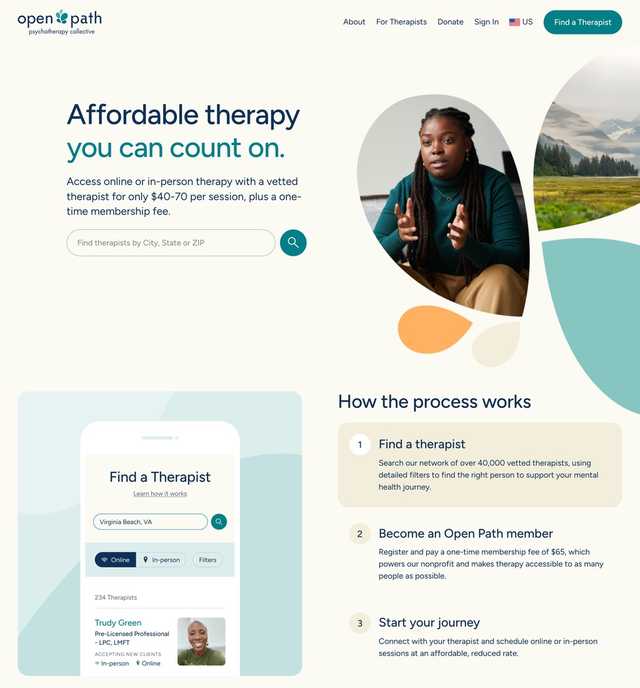 open path
psychotherapy collective
About For Therapists Donate Sign In US Find a Therapist
Affordable therapy
you can count on.
Access online or in-person therapy with a vetted
therapist for only $40-70 per session, plus a one-
time membership fee.
Find therapists by City, State or ZIP
How the process works
1 Find a therapist
Search our network of over 40,000 vetted therapists, using
detailed filters to find the right person to support your mental
health journey.
2 Become an Open Path member
Register and pay a one-time membership fee of $65, which
powers our nonprofit and makes therapy accessible to as many
people as possible.
3 Start your journey
Connect with your therapist and schedule online or in-person
sessions at an affordable, reduced rate.
Find a Therapist
Learn how it works
Virginia Beach, VA
Online In-person Filters
234 Therapists
Trudy Green
Pre-Licensed Professional
- LPC, LMFT
ACCEPTING NEW CLIENTS
In-person Online